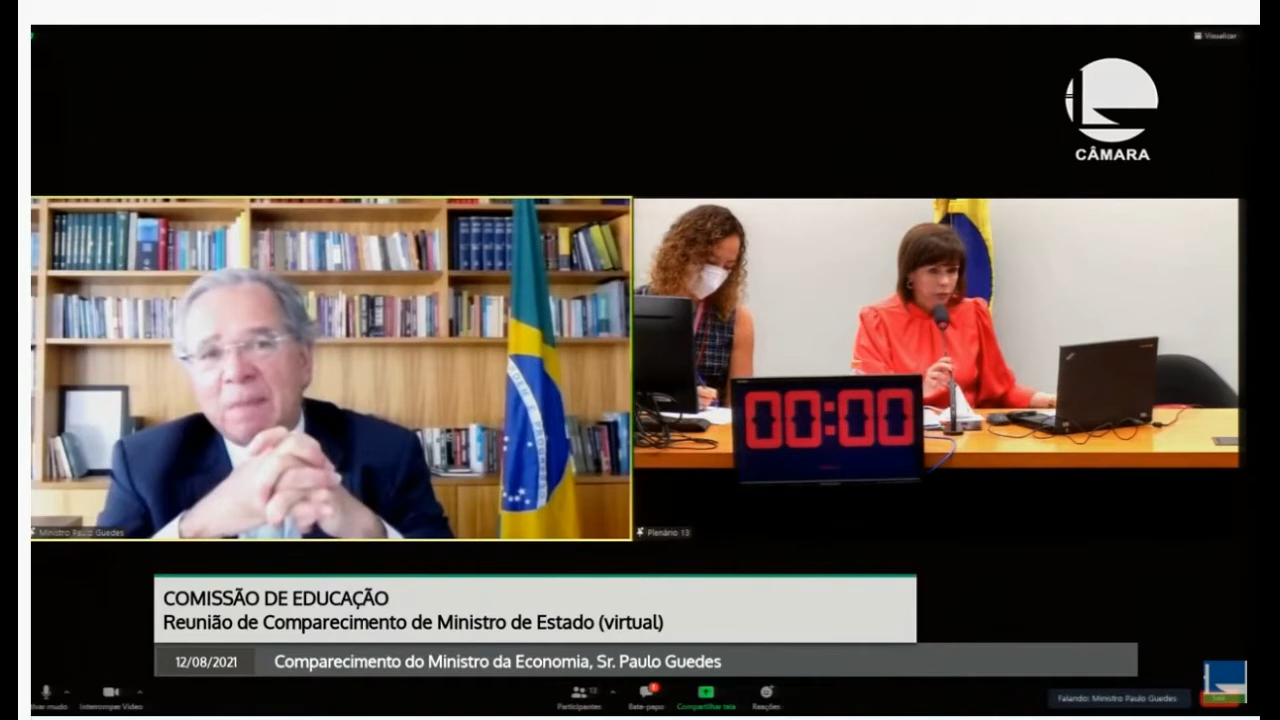 Visualizar
CÂMARA
00:00
Ministro Paulo Guedes
Plenário 13
COMISSÃO DE EDUCAÇÃO
Reunião de Comparecimento de Ministro de Estado (virtual)
12/08/2021 Comparecimento do Ministro da Economia, Sr. Paulo Guedes
Interromper Vídeo
Participantes 13
Bate-papo
Compartilhar tela
Reações
Falando: Ministro Paulo Guedes